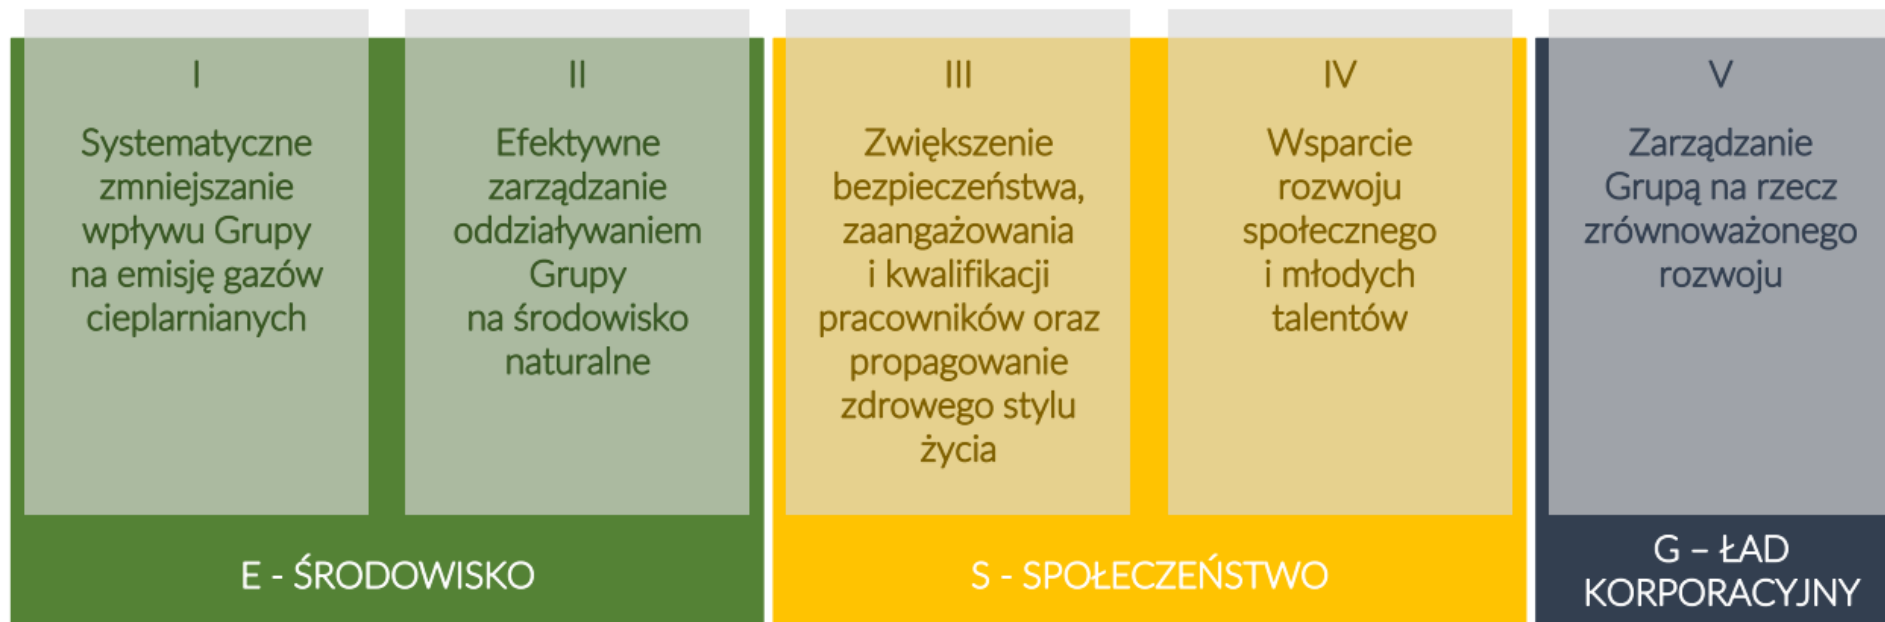 I
Systematyczne
zmniejszanie
wpływu Grupy
na emisję gazów
cieplarnianych
II
Efektywne
zarządzanie
oddziaływaniem
Grupy
na środowisko
naturalne
E - ŚRODOWISKO
III
Zwiększenie
bezpieczeństwa,
zaangażowania
i kwalifikacji
pracowników oraz
propagowanie
zdrowego stylu
życia
IV
Wsparcie
rozwoju
społecznego
i młodych
talentów
S - SPOŁECZEŃSTWO
V
Zarządzanie
Grupą na rzecz
zrównoważonego
rozwoju
G – ŁAD
KORPORACYJNY